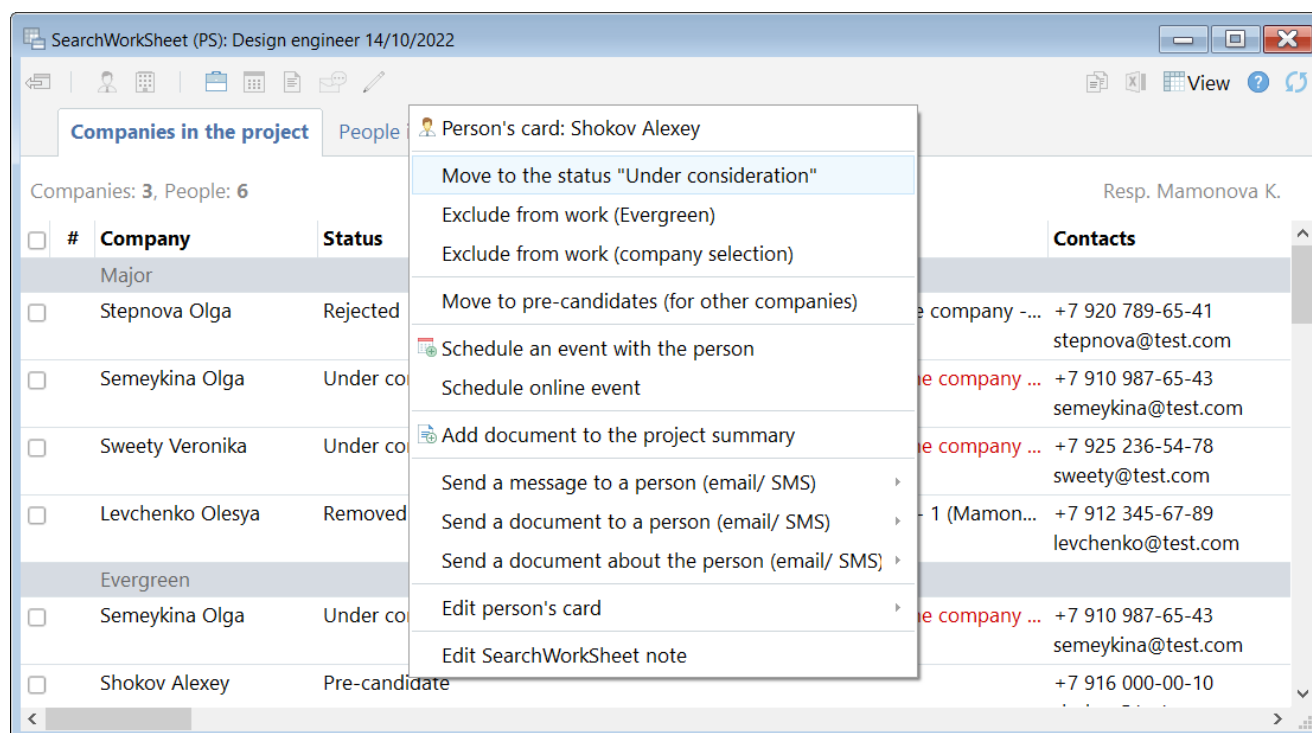 SearchWorkSheet (PS): Design engineer 14/10/2022
View ?
Companies in the project People
Companies: 3, People: 6
Resp. Mamonova K.
# Company Status Contacts
Major
Stepnova Olga Rejected company -... +7 920 789-65-41
stepnova@test.com
Semeykina Olga Under company ... +7 910 987-65-43
semeykina@test.com
Sweety Veronika Under company ... +7 925 236-54-78
sweety@test.com
Levchenko Olesya Removed - 1 (Mamon... +7 912 345-67-89
levchenko@test.com
Evergreen
Semeykina Olga Under company ... +7 910 987-65-43
semeykina@test.com
Shokov Alexey Pre-candidate +7 916 000-00-10
Person's card: Shokov Alexey
Move to the status "Under consideration"
Exclude from work (Evergreen)
Exclude from work (company selection)
Move to pre-candidates (for other companies)
Schedule an event with the person
Schedule online event
Add document to the project summary
Send a message to a person (email/ SMS)
Send a document to a person (email/ SMS)
Send a document about the person (email/ SMS)
Edit person's card
Edit SearchWorkSheet note